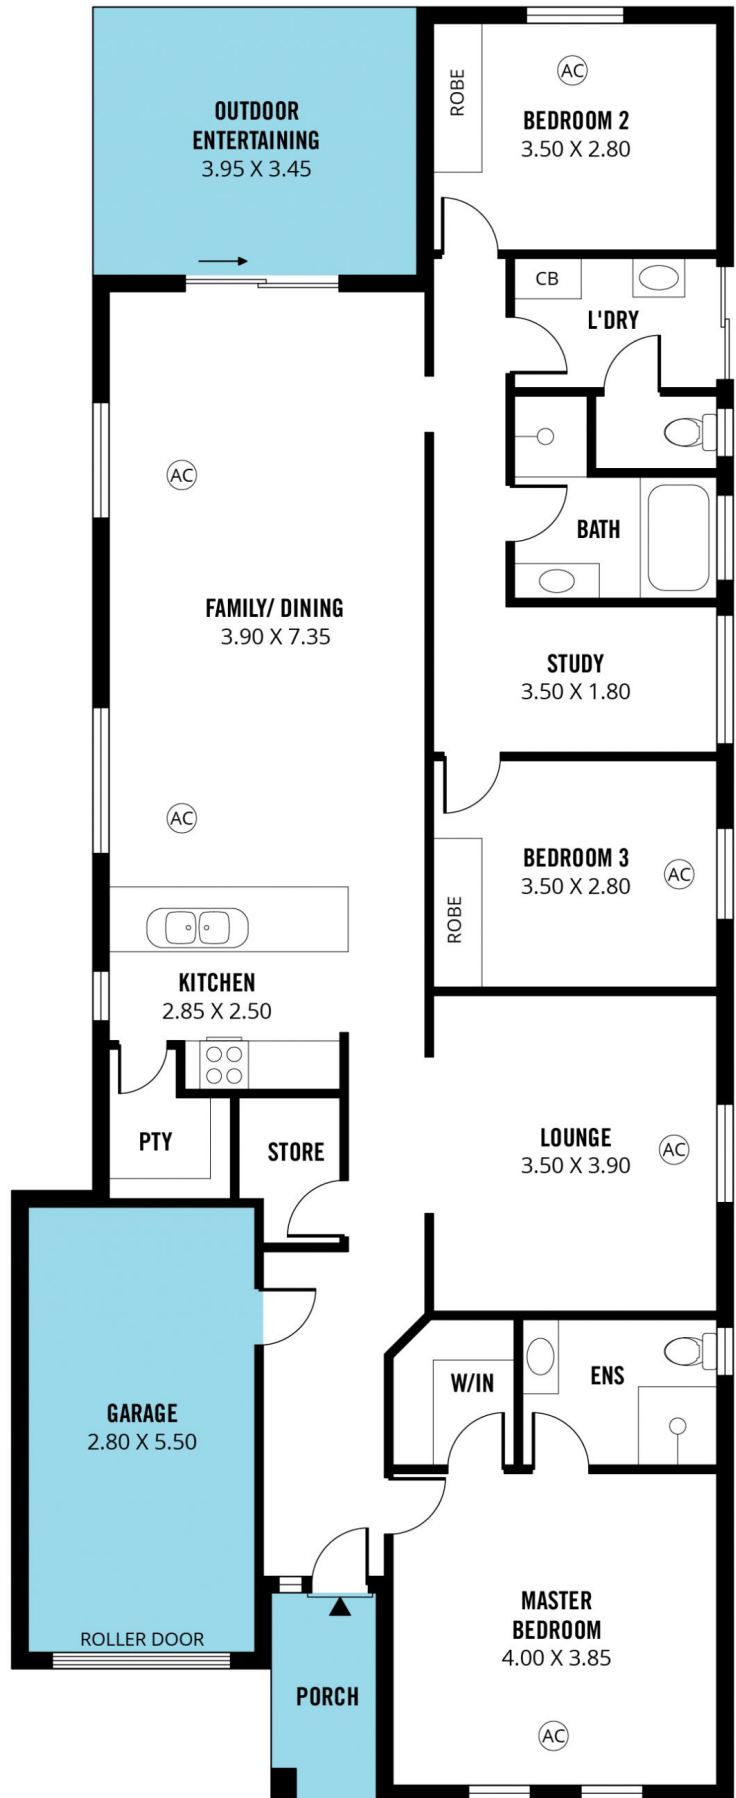 OUTDOOR
ENTERTAINING
3.95 X 3.45
ROBE
AC
BEDROOM 2
3.50 X 2.80
CB
L'DRY
AC
BATH
FAMILY/ DINING
3.90 X 7.35
STUDY
3.50 X 1.80
AC
BEDROOM 3
3.50 X 2.80
AC
ROBE
KITCHEN
2.85 X 2.50
PTY
STORE
LOUNGE
3.50 X 3.90
AC
W/IN
ENS
GARAGE
2.80 X 5.50
ROLLER DOOR
MASTER
BEDROOM
4.00 X 3.85
PORCH
AC